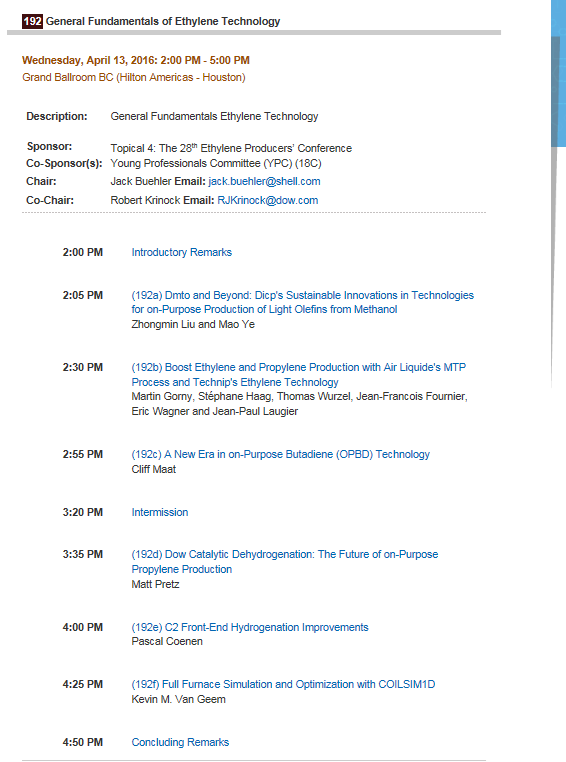 192 General Fundamentals of Ethylene Technology
Wednesday, April 13, 2016: 2:00 PM - 5:00 PM
Grand Ballroom BC (Hilton Americas - Houston)
Description: General Fundamentals Ethylene Technology
Sponsor: Topical 4: The 28th Ethylene Producers' Conference
Co-Sponsor(s): Young Professionals Committee (YPC) (18C)
Chair: Jack Buehler Email: jack.buehler@shell.com
Co-Chair: Robert Krinock Email: RJKrinock@dow.com
2:00 PM Introductory Remarks
2:05 PM (192a) Dmto and Beyond: Dicp's Sustainable Innovations in Technologies
for on-Purpose Production of Light Olefins from Methanol
Zhongmin Liu and Mao Ye
2:30 PM (192b) Boost Ethylene and Propylene Production with Air Liquide's MTP
Process and Technip's Ethylene Technology
Martin Gorny, Stéphane Haag, Thomas Wurzel, Jean-Francois Fournier,
Eric Wagner and Jean-Paul Laugier
2:55 PM (192c) A New Era in on-Purpose Butadiene (OPBD) Technology
Cliff Maat
3:20 PM Intermission
3:35 PM (192d) Dow Catalytic Dehydrogenation: The Future of on-Purpose
Propylene Production
Matt Pretz
4:00 PM (192e) C2 Front-End Hydrogenation Improvements
Pascal Coenen
4:25 PM (192f) Full Furnace Simulation and Optimization with COILSIM1D
Kevin M. Van Geem
4:50 PM Concluding Remarks